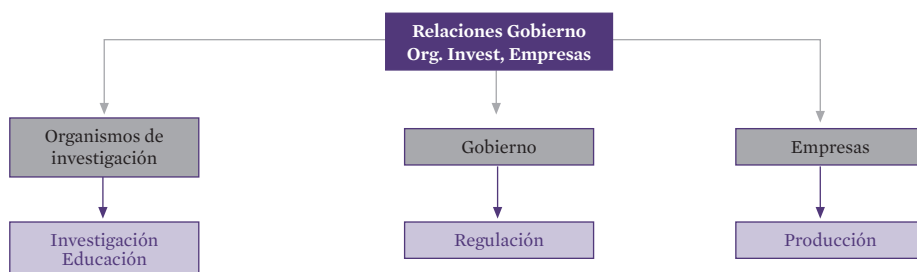 Relaciones Gobierno
Org. Invest, Empresas
Organismos de
investigación
Gobierno
Empresas
Investigación
Educación
Regulación
Producción